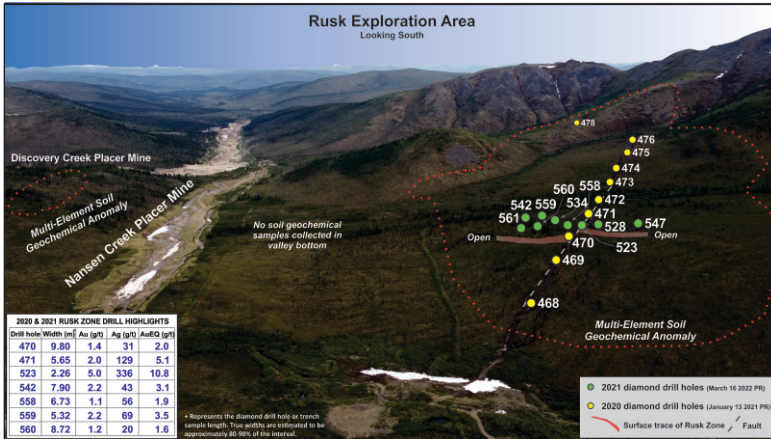 Rusk Exploration Area
Looking South
478
476
475
474
473
472
471
470
469
468
560
558
542
559
534
561
528
547
523
Open
Open
Discovery Creek Placer Mine
Multi-Element Soil
Geochemical Anomaly
Nansen Creek Placer Mine
No soil geochemical
samples collected in
valley bottom
Multi-Element Soil
Geochemical Anomaly
2020 & 2021 RUSK ZONE DRILL HIGHLIGHTS
Drill hole Width (m) Au (g/t) Ag (g/t) AuEQ (g/t)
470 9.80 1.4 31 2.0
471 5.65 2.0 129 5.1
523 2.26 5.0 336 10.8
542 7.90 2.2 43 3.1
558 6.73 1.1 56 1.9
559 5.32 2.2 69 3.5
560 8.72 1.2 20 1.6
+ Represents the diamond drill hole or trench
sample length. True widths are estimated to be
approximately 80-90% of the interval.
2021 diamond drill holes (March 16 2022 PR)
2020 diamond drill holes (January 13 2021 PR)
Surface trace of Rusk Zone
Fault